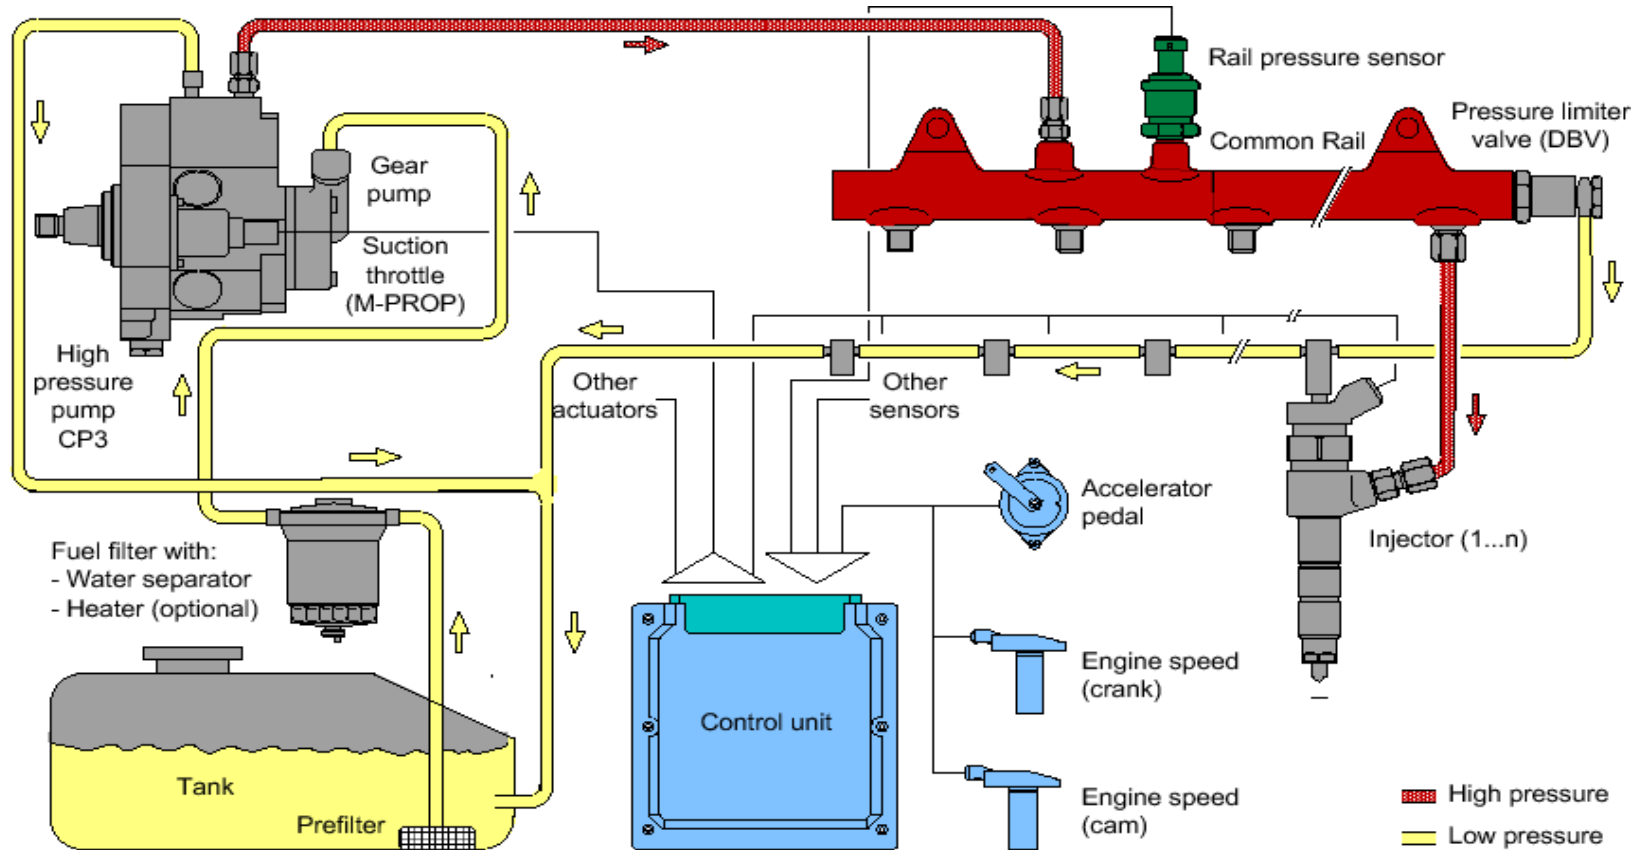 Rail pressure sensor
Pressure limiter
valve (DBV)
Common Rail
Gear
pump
Suction
throttle
(M-PROP)
High
pressure
pump
CP3
Other
actuators
Other
sensors
Accelerator
pedal
Injector (1...n)
Fuel filter with:
- Water separator
- Heater (optional)
Engine speed
(crank)
Control unit
Tank
Prefilter
Engine speed
(cam)
High pressure
Low pressure